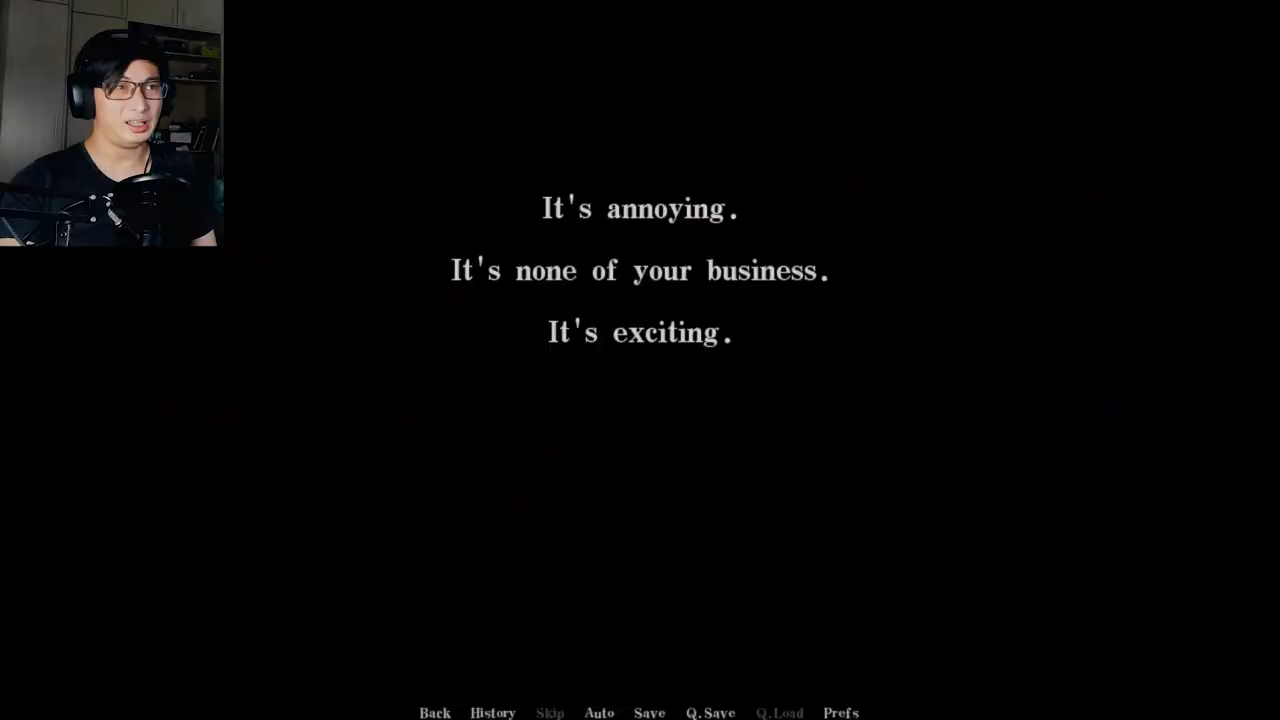 It's annoying.
It's none of your business.
It's exciting.
Back History Skip Auto Save Q.Save Q.Load Prefs